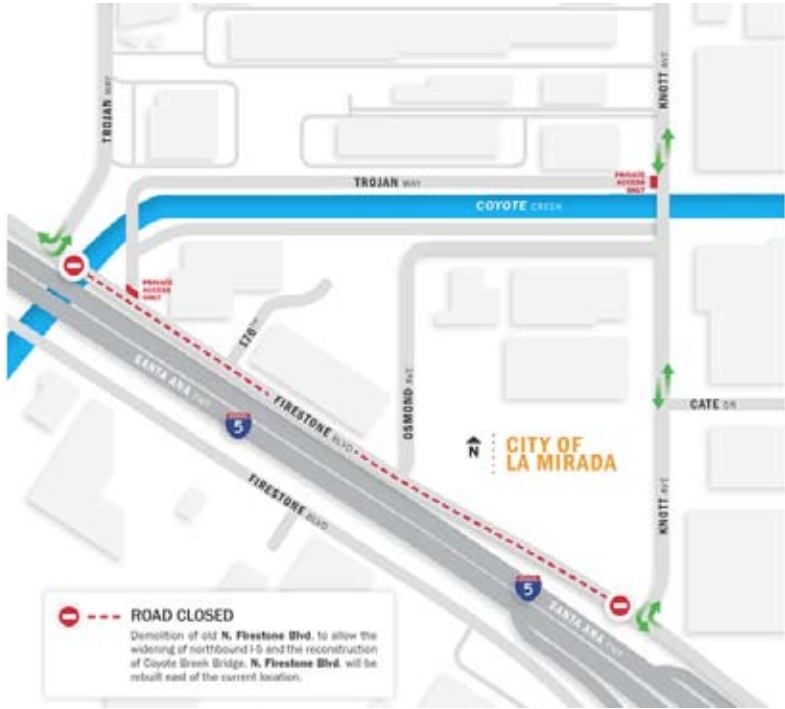 TROJAN WAY
KNOTT AVE
TROJAN WAY
PRIVATE
ACCESS
ONLY
COYOTE CREEK
PRIVATE
ACCESS
ONLY
SANTA ANA FWY
5
FIRESTONE BLVD.
OSMOND AVE
CATE DR
N
CITY OF
LA MIRADA
FIRESTONE BLVD
KNOTT AVE
5
SANTA ANA FWY
ROAD CLOSED
Demolition of old N. Firestone Blvd. to allow the
widening of northbound I-5 and the reconstruction
of Coyote Breek Bridge. N. Firestone Blvd. will be
rebuilt east of the current location.